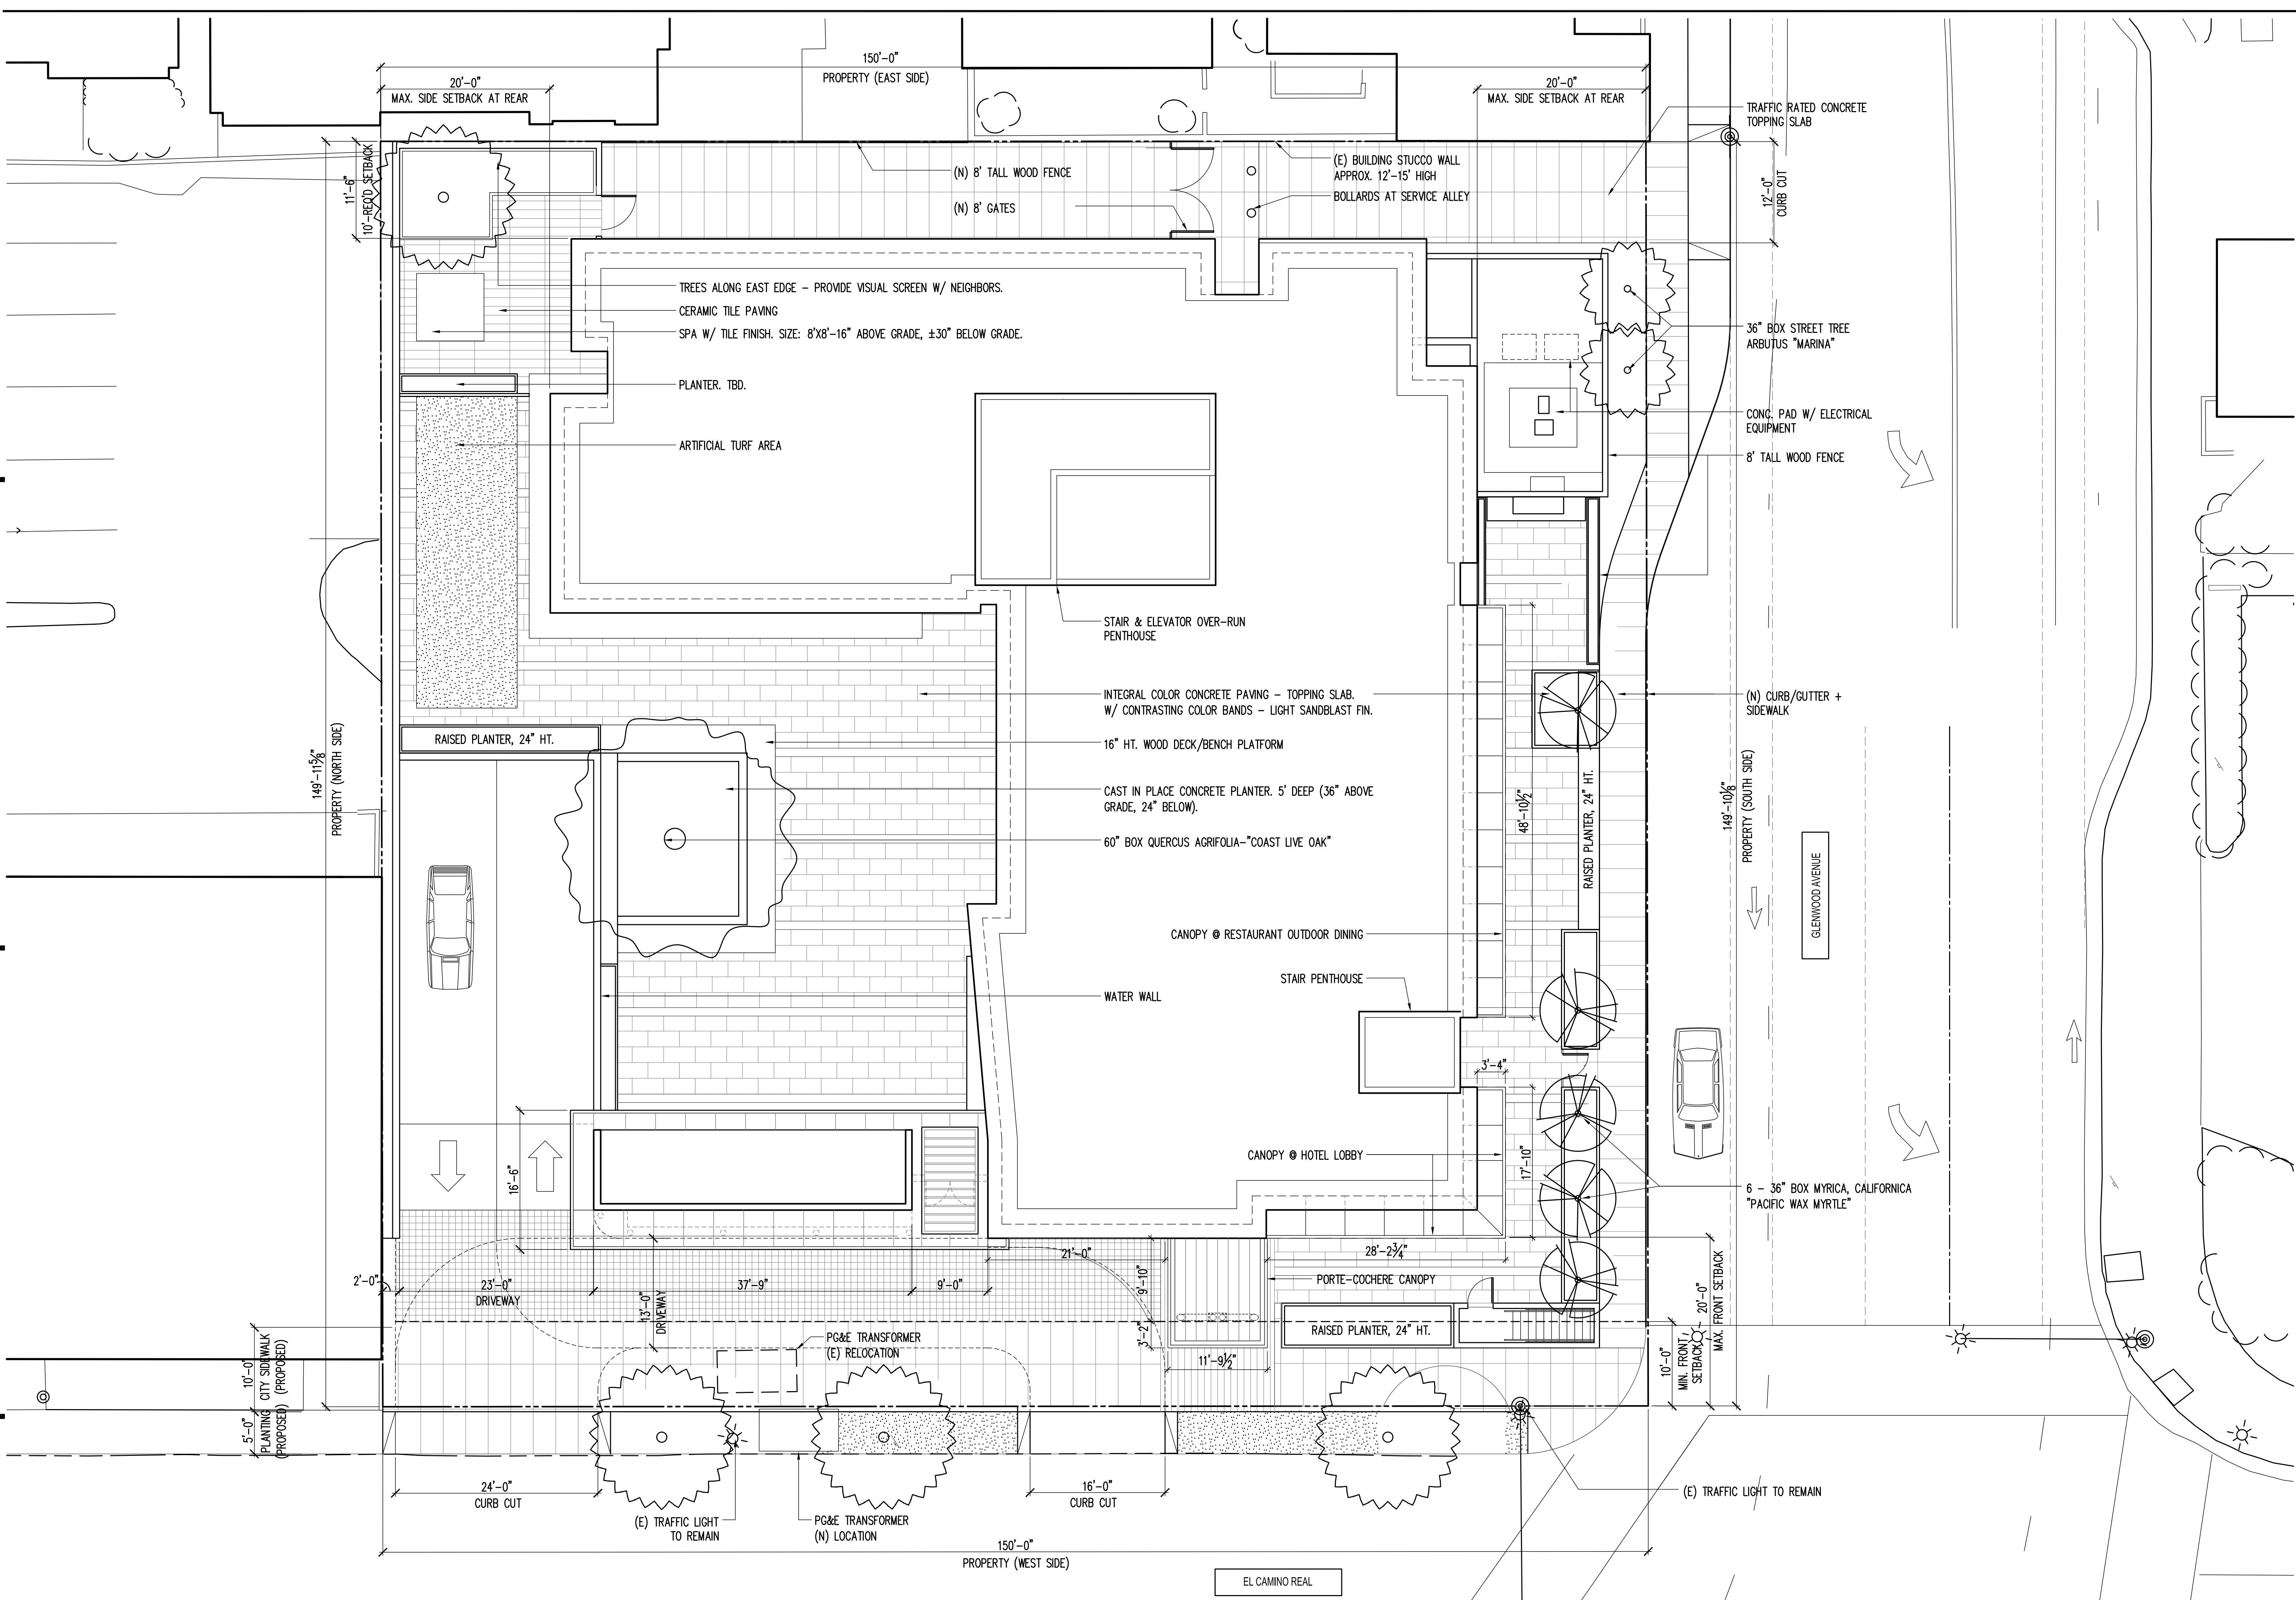 150'-0"
PROPERTY (EAST SIDE)
20'-0"
MAX. SIDE SETBACK AT REAR
20'-0"
MAX. SIDE SETBACK AT REAR
TRAFFIC RATED CONCRETE
TOPPING SLAB
11'-6"
10'-REQ'D SETBACK
(N) 8' TALL WOOD FENCE
(E) BUILDING STUCCO WALL
APPROX. 12'-15' HIGH
BOLLARDS AT SERVICE ALLEY
(N) 8' GATES
12'-0"
CURB CUT
TREES ALONG EAST EDGE - PROVIDE VISUAL SCREEN W/ NEIGHBORS.
CERAMIC TILE PAVING
SPA W/ TILE FINISH. SIZE: 8'X8'-16" ABOVE GRADE, ±30" BELOW GRADE.
36" BOX STREET TREE
ARBUTUS "MARINA"
PLANTER. TBD.
CONC. PAD W/ ELECTRICAL
EQUIPMENT
ARTIFICIAL TURF AREA
8' TALL WOOD FENCE
STAIR & ELEVATOR OVER-RUN
PENTHOUSE
INTEGRAL COLOR CONCRETE PAVING - TOPPING SLAB.
W/ CONTRASTING COLOR BANDS - LIGHT SANDBLAST FIN.
(N) CURB/GUTTER +
SIDEWALK
RAISED PLANTER, 24" HT.
16" HT. WOOD DECK/BENCH PLATFORM
149'-11⅝"
PROPERTY (NORTH SIDE)
CAST IN PLACE CONCRETE PLANTER. 5' DEEP (36" ABOVE
GRADE, 24" BELOW).
48'-10½"
RAISED PLANTER, 24" HT.
149'-10⅛"
PROPERTY (SOUTH SIDE)
60" BOX QUERCUS AGRIFOLIA-"COAST LIVE OAK"
GLENWOOD AVENUE
CANOPY @ RESTAURANT OUTDOOR DINING
STAIR PENTHOUSE
WATER WALL
3'-4"
CANOPY @ HOTEL LOBBY
17'-10"
16'-6"
6 - 36" BOX MYRICA, CALIFORNICA
"PACIFIC WAX MYRTLE"
2'-0"
23'-0"
DRIVEWAY
37'-9"
9'-0"
21'-0"
28'-2¾"
9'-10"
PORTE-COCHERE CANOPY
13'-0"
DRIVEWAY
3'-2"
RAISED PLANTER, 24" HT.
20'-0"
MAX. FRONT SETBACK
10'-0"
MIN. FRONT
SETBACK
PG&E TRANSFORMER
(E) RELOCATION
11'-9½"
10'-0"
CITY SIDEWALK
(PROPOSED)
5'-0"
PLANTING
(PROPOSED)
24'-0"
CURB CUT
16'-0"
CURB CUT
(E) TRAFFIC LIGHT TO REMAIN
(E) TRAFFIC LIGHT
TO REMAIN
PG&E TRANSFORMER
(N) LOCATION
150'-0"
PROPERTY (WEST SIDE)
EL CAMINO REAL